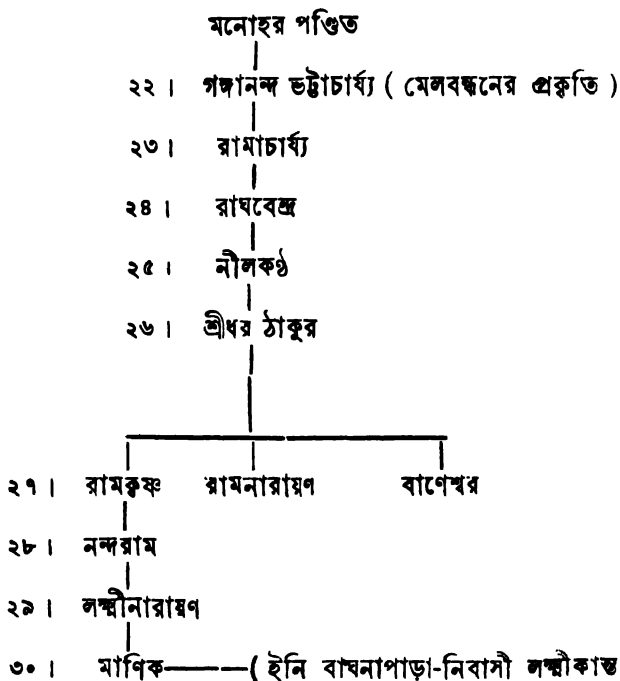 মনোহর পণ্ডিত
২২। গঙ্গানন্দ ভট্টাচার্য্য ( মেলবন্ধনের প্রকৃতি )
২৩। রামাচার্য্য
২৪। রাঘবেন্দ্র
২৫। নীলকণ্ঠ
২৬। শ্রীধর ঠাকুর
২৭। রামকৃষ্ণ রামনারায়ণ বাণেশ্বর
২৮। নন্দরাম
২৯। লক্ষ্মীনারায়ণ
৩০। মাণিক———( ইনি বাঘনাপাড়া-নিবাসী লক্ষ্মীকান্ত